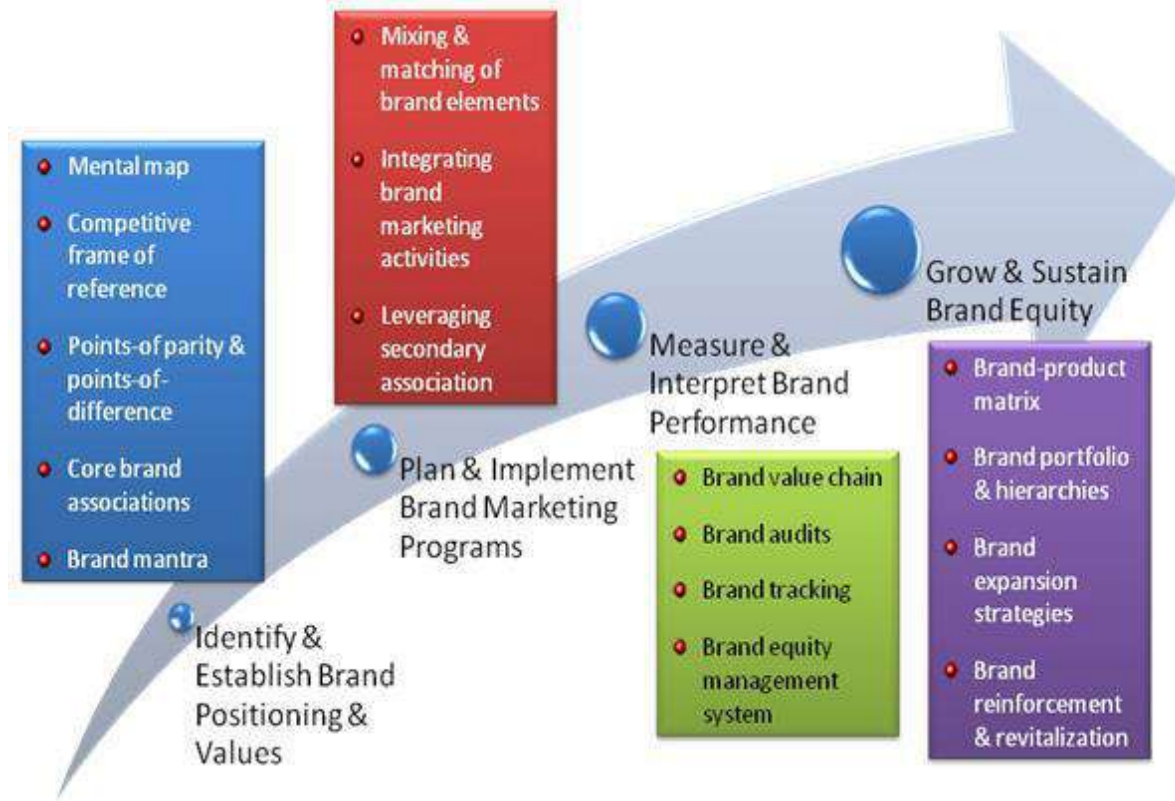 Mental map
Competitive
frame of
reference
Points-of parity &
points-of-
difference
Core brand
associations
Brand mantra
Identify &
Establish Brand
Positioning &
Values
Mixing &
matching of
brand elements
Integrating
brand
marketing
activities
Leveraging
secondary
association
Plan & Implement
Brand Marketing
Programs
Measure &
Interpret Brand
Performance
Brand value chain
Brand audits
Brand tracking
Brand equity
management
system
Grow & Sustain
Brand Equity
Brand-product
matrix
Brand portfolio
& hierarchies
Brand
expansion
strategies
Brand
reinforcement
& revitalization